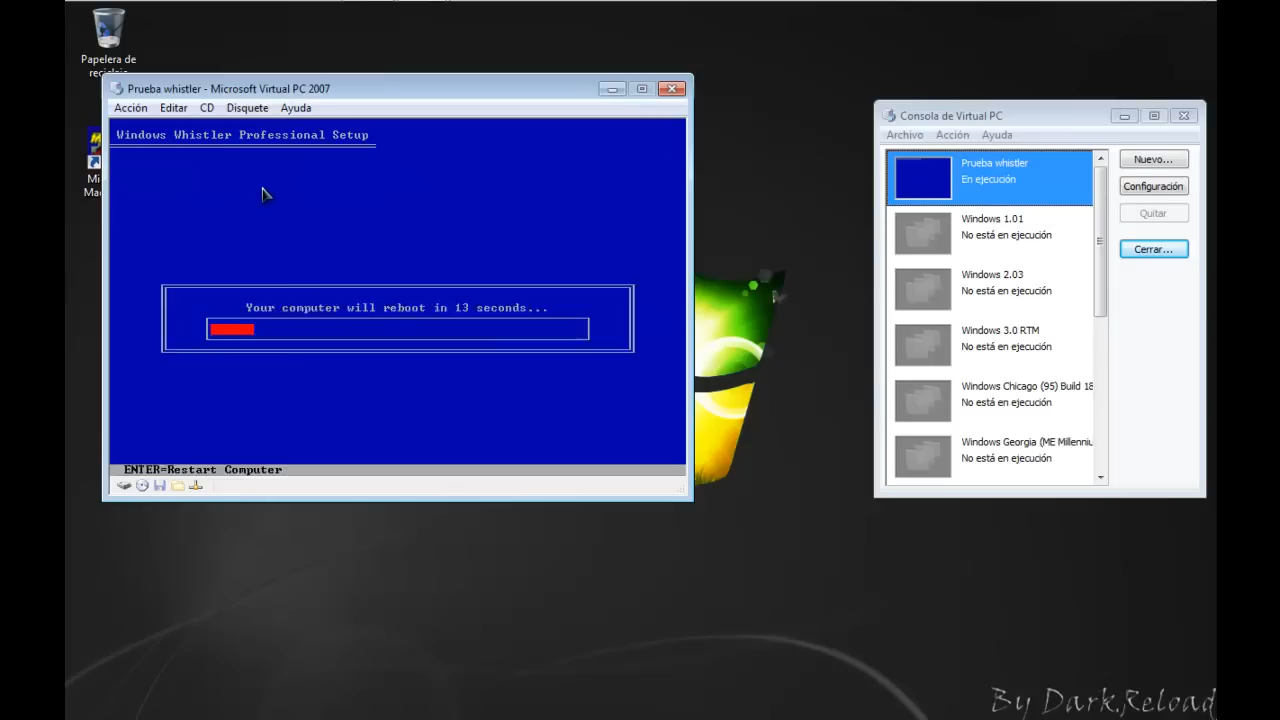 Papelera de
reciclaje
Prueba whistler - Microsoft Virtual PC 2007
Acción Editar CD Disquete Ayuda
Windows Whistler Professional Setup
Your computer will reboot in 13 seconds...
ENTER=Restart Computer
Mi
Consola de Virtual PC
Archivo Acción Ayuda
Prueba whistler
En ejecución
Windows 1.01
No está en ejecución
Windows 2.03
No está en ejecución
Windows 3.0 RTM
No está en ejecución
Windows Chicago (95) Build 18
No está en ejecución
Windows Georgia (ME Millenniu
No está en ejecución
Nuevo...
Configuración
Quitar
Cerrar...
By Dark.Reload